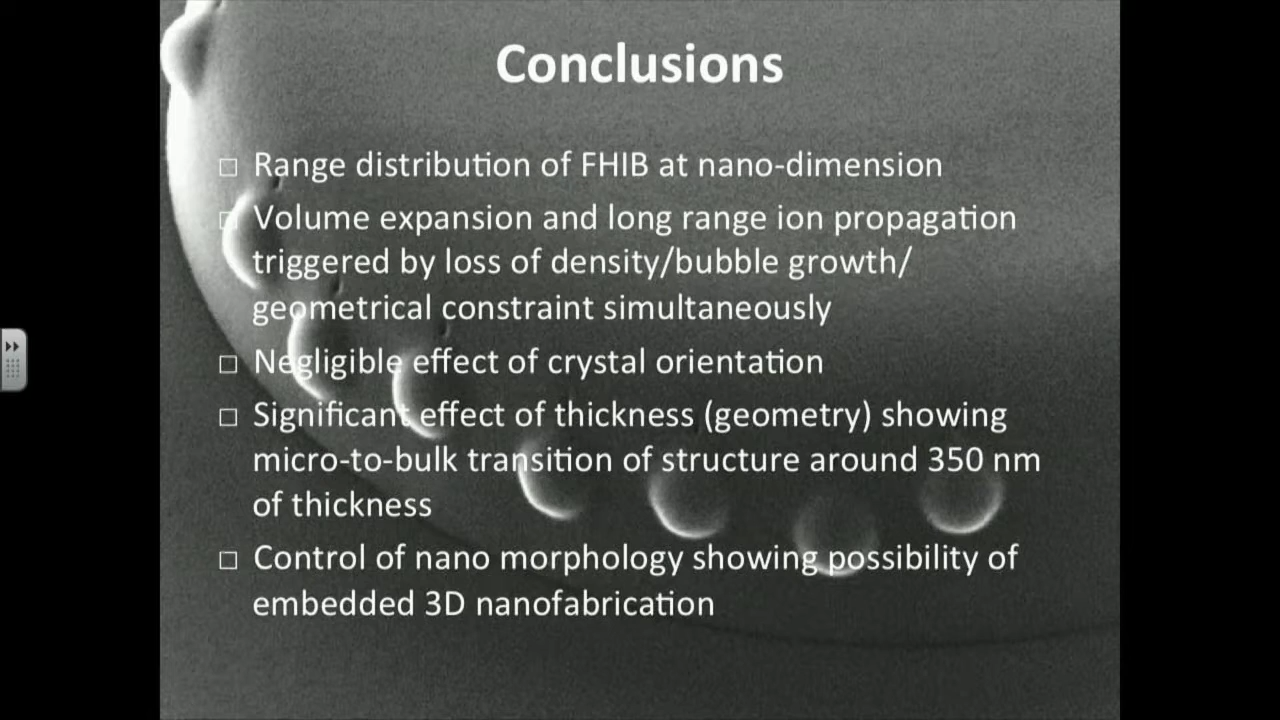 Conclusions
Range distribution of FHIB at nano-dimension
Volume expansion and long range ion propagation
triggered by loss of density/bubble growth/
geometrical constraint simultaneously
Negligible effect of crystal orientation
Significant effect of thickness (geometry) showing
micro-to-bulk transition of structure around 350 nm
of thickness
Control of nano morphology showing possibility of
embedded 3D nanofabrication